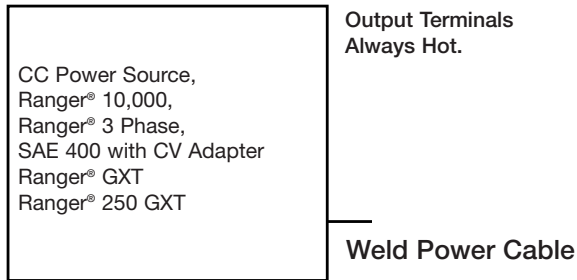 Output Terminals
Always Hot.
CC Power Source,
Ranger® 10,000,
Ranger® 3 Phase,
SAE 400 with CV Adapter
Ranger® GXT
Ranger® 250 GXT
Weld Power Cable